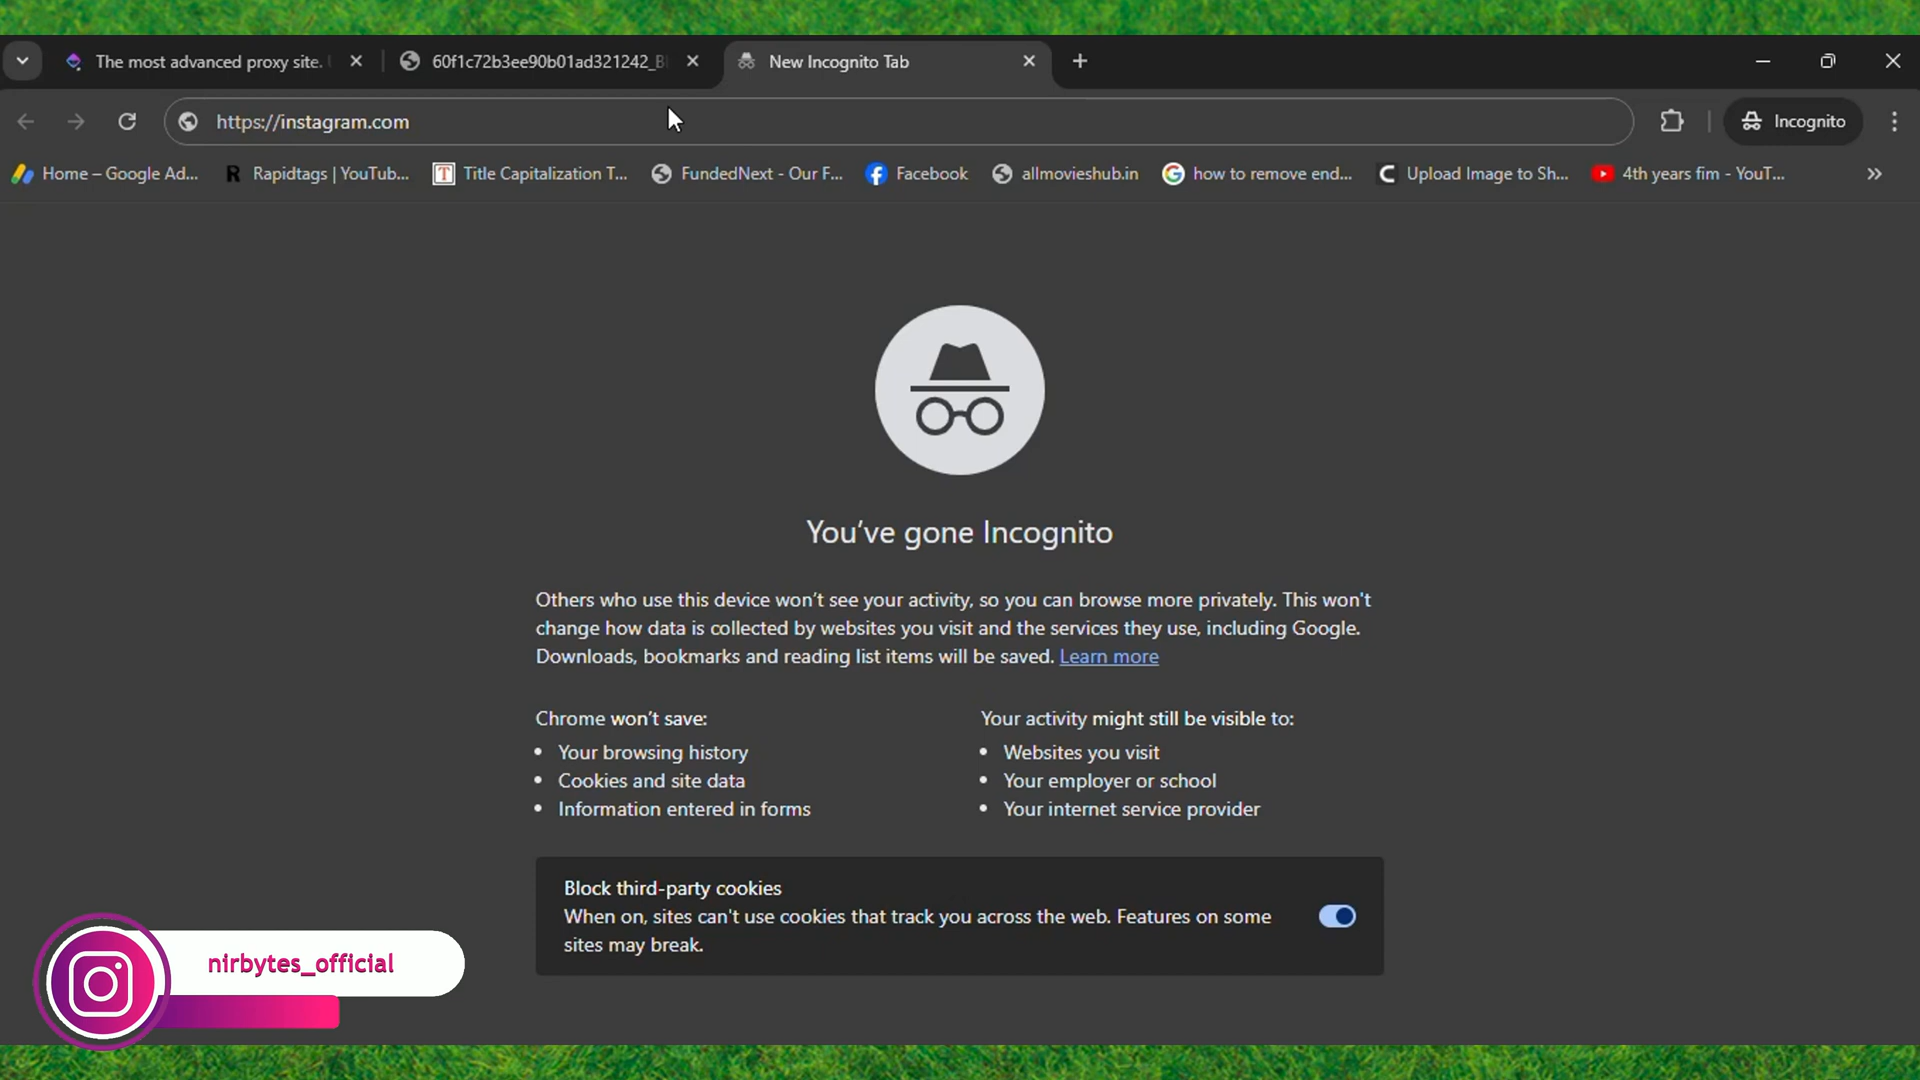 The most advanced proxy site.
60f1c72b3ee90b01ad321242_B
New Incognito Tab
https://instagram.com
Incognito
Home – Google Ad...
Rapidtags | YouTub...
T
Title Capitalization T...
FundedNext - Our F...
Facebook
allmovieshub.in
how to remove end...
Upload Image to Sh...
4th years fim - YouT...
You've gone Incognito
Others who use this device won't see your activity, so you can browse more privately. This won't
change how data is collected by websites you visit and the services they use, including Google.
Downloads, bookmarks and reading list items will be saved. Learn more
Chrome won't save:
• Your browsing history
• Cookies and site data
• Information entered in forms
Your activity might still be visible to:
• Websites you visit
• Your employer or school
• Your internet service provider
Block third-party cookies
When on, sites can't use cookies that track you across the web. Features on some
sites may break.
nirbytes_official